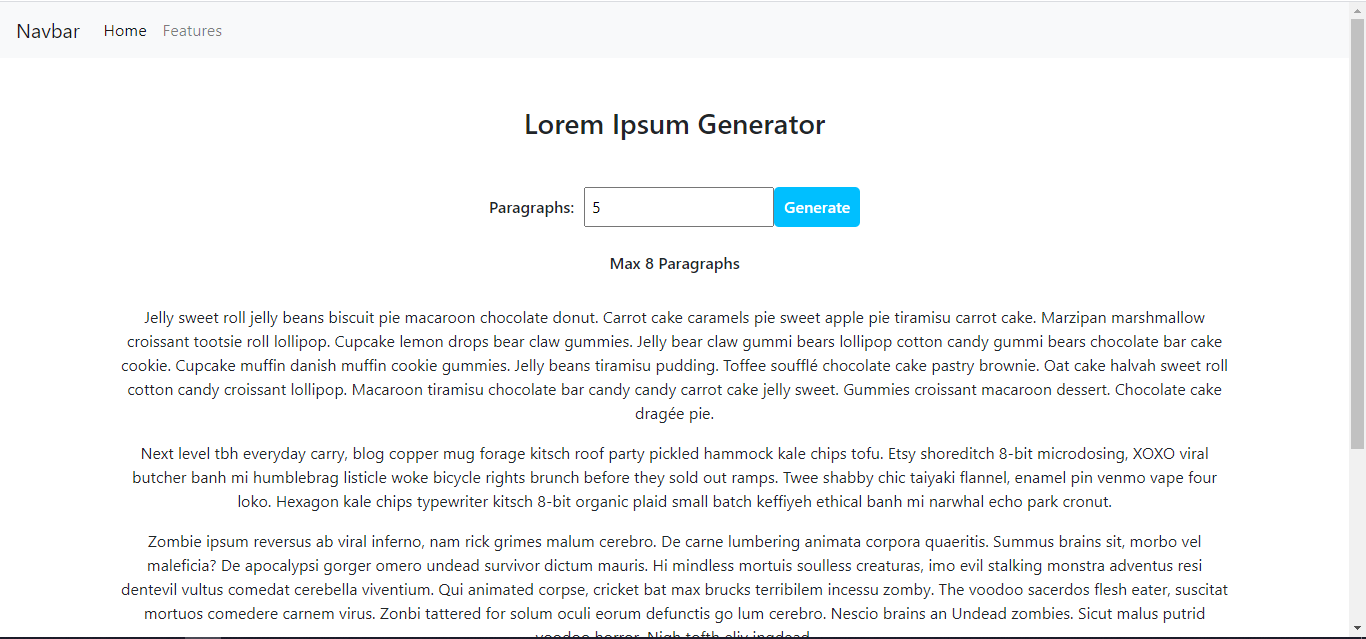 Navbar Home Features
Lorem Ipsum Generator
Paragraphs: 5 Generate
Max 8 Paragraphs
Jelly sweet roll jelly beans biscuit pie macaroon chocolate donut. Carrot cake caramels pie sweet apple pie tiramisu carrot cake. Marzipan marshmallow
croissant tootsie roll lollipop. Cupcake lemon drops bear claw gummies. Jelly bear claw gummi bears lollipop cotton candy gummi bears chocolate bar cake
cookie. Cupcake muffin danish muffin cookie gummies. Jelly beans tiramisu pudding. Toffee soufflé chocolate cake pastry brownie. Oat cake halvah sweet roll
cotton candy croissant lollipop. Macaroon tiramisu chocolate bar candy candy carrot cake jelly sweet. Gummies croissant macaroon dessert. Chocolate cake
dragée pie.
Next level tbh everyday carry, blog copper mug forage kitsch roof party pickled hammock kale chips tofu. Etsy shoreditch 8-bit microdosing, XOXO viral
butcher banh mi humblebrag listicle woke bicycle rights brunch before they sold out ramps. Twee shabby chic taiyaki flannel, enamel pin venmo vape four
loko. Hexagon kale chips typewriter kitsch 8-bit organic plaid small batch keffiyeh ethical banh mi narwhal echo park cronut.
Zombie ipsum reversus ab viral inferno, nam rick grimes malum cerebro. De carne lumbering animata corpora quaeritis. Summus brains sit, morbo vel
maleficia? De apocalypsi gorger omero undead survivor dictum mauris. Hi mindless mortuis soulless creaturas, imo evil stalking monstra adventus resi
dentevil vultus comedat cerebella viventium. Qui animated corpse, cricket bat max brucks terribilem incessu zomby. The voodoo sacerdos flesh eater, suscitat
mortuos comedere carnem virus. Zonbi tattered for solum oculi eorum defunctis go lum cerebro. Nescio brains an Undead zombies. Sicut malus putrid
voodoo horror. Nigh tofth eliv ingdead.